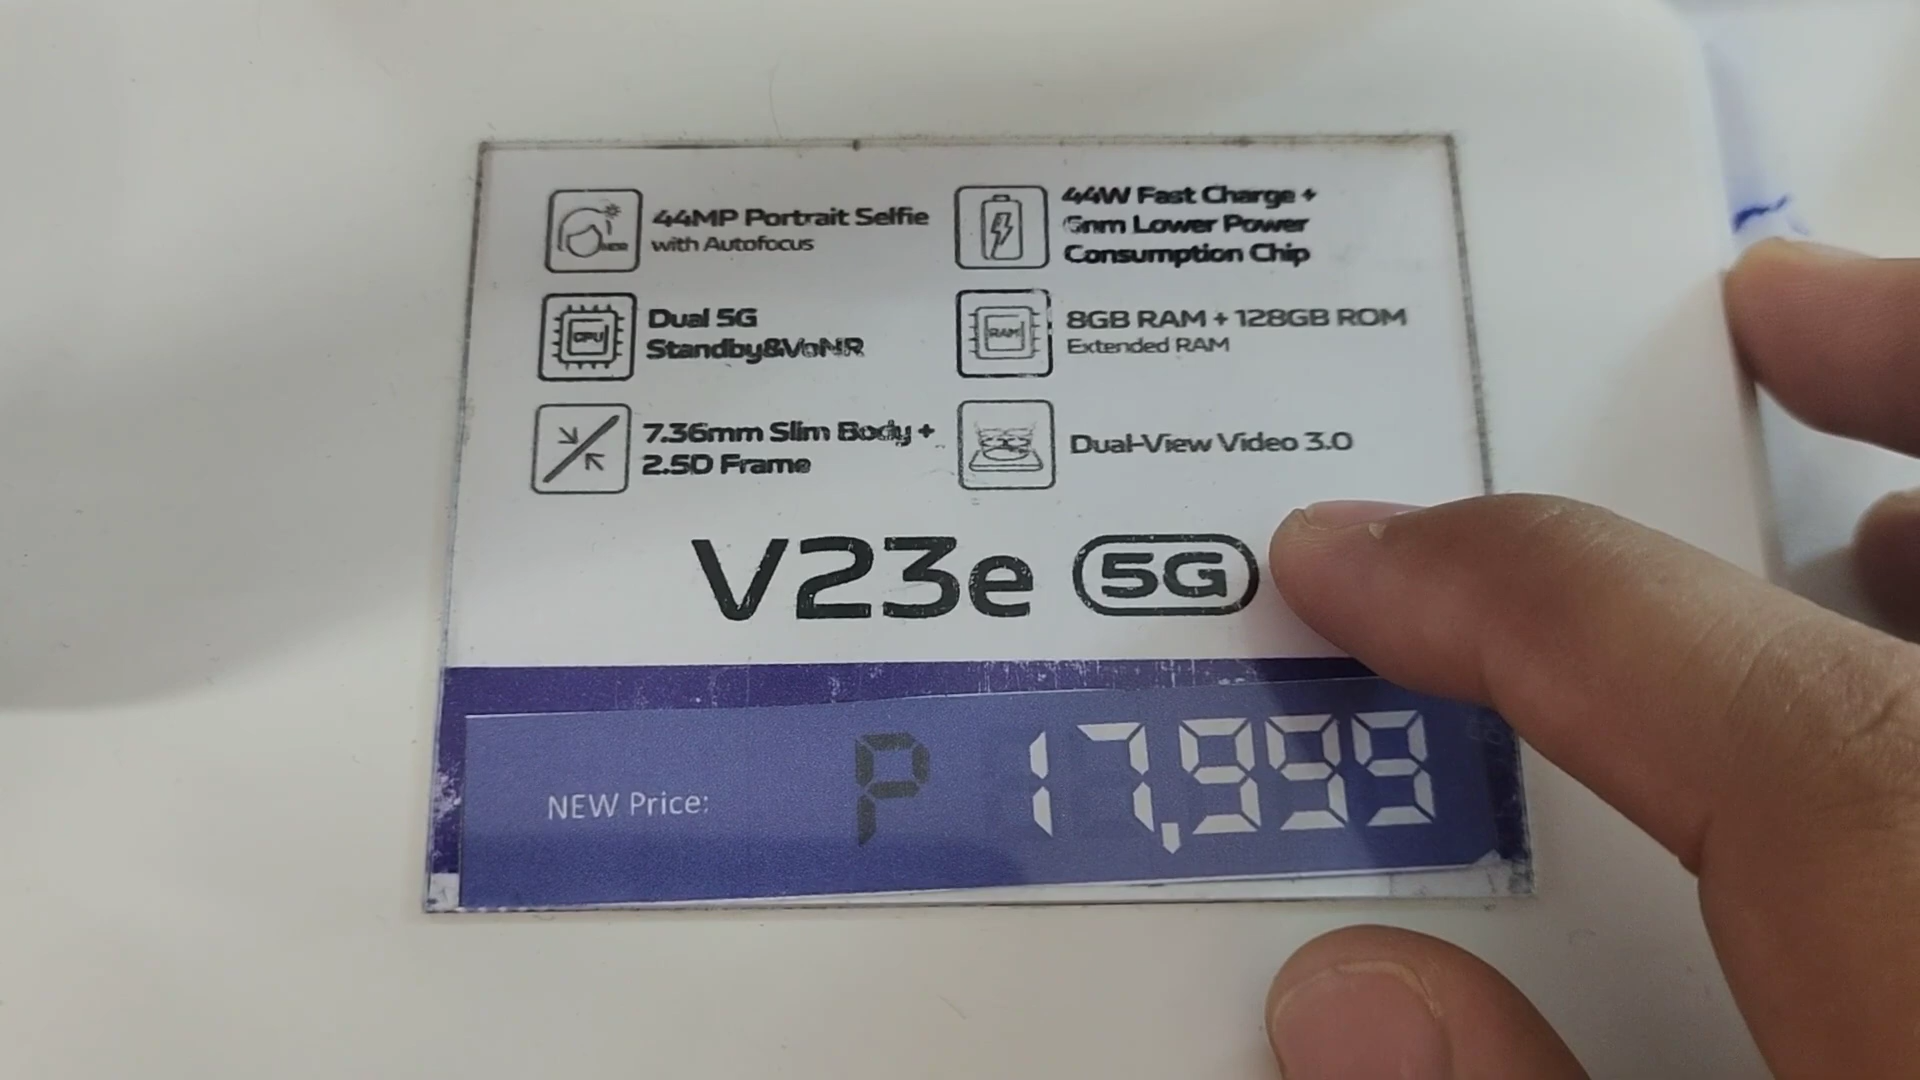 44MP Portrait Selfie
with Autofocus
44W Fast Charge +
6nm Lower Power
Consumption Chip
CPU
Dual 5G
Standby&VoNR
RAM
8GB RAM + 128GB ROM
Extended RAM
7.36mm Slim Body +
2.5D Frame
Dual-View Video 3.0
V23e 5G
NEW Price: P 17,999